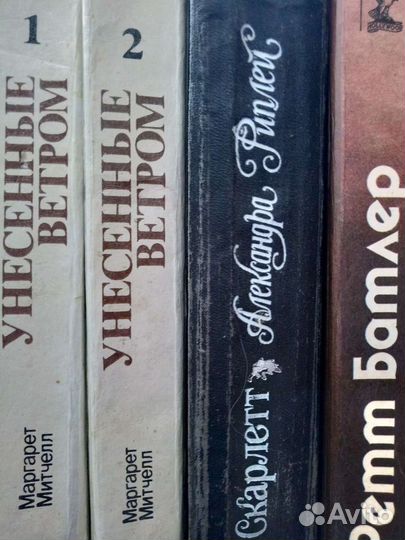 1
УНЕСЕННЫЕ
ВЕТРОМ
Маргарет
Митчелл
2
УНЕСЕННЫЕ
ВЕТРОМ
Маргарет
Митчелл
Скарлетт Александра Риплей
Ретт Батлер
Avito